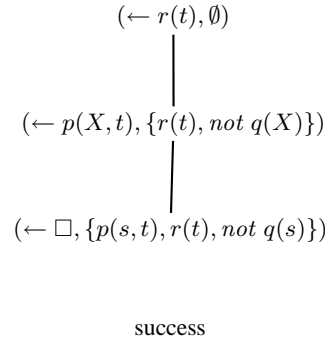 (← r(t), ∅)
(← p(X, t), {r(t), not q(X)})
(← □, {p(s, t), r(t), not q(s)})
success